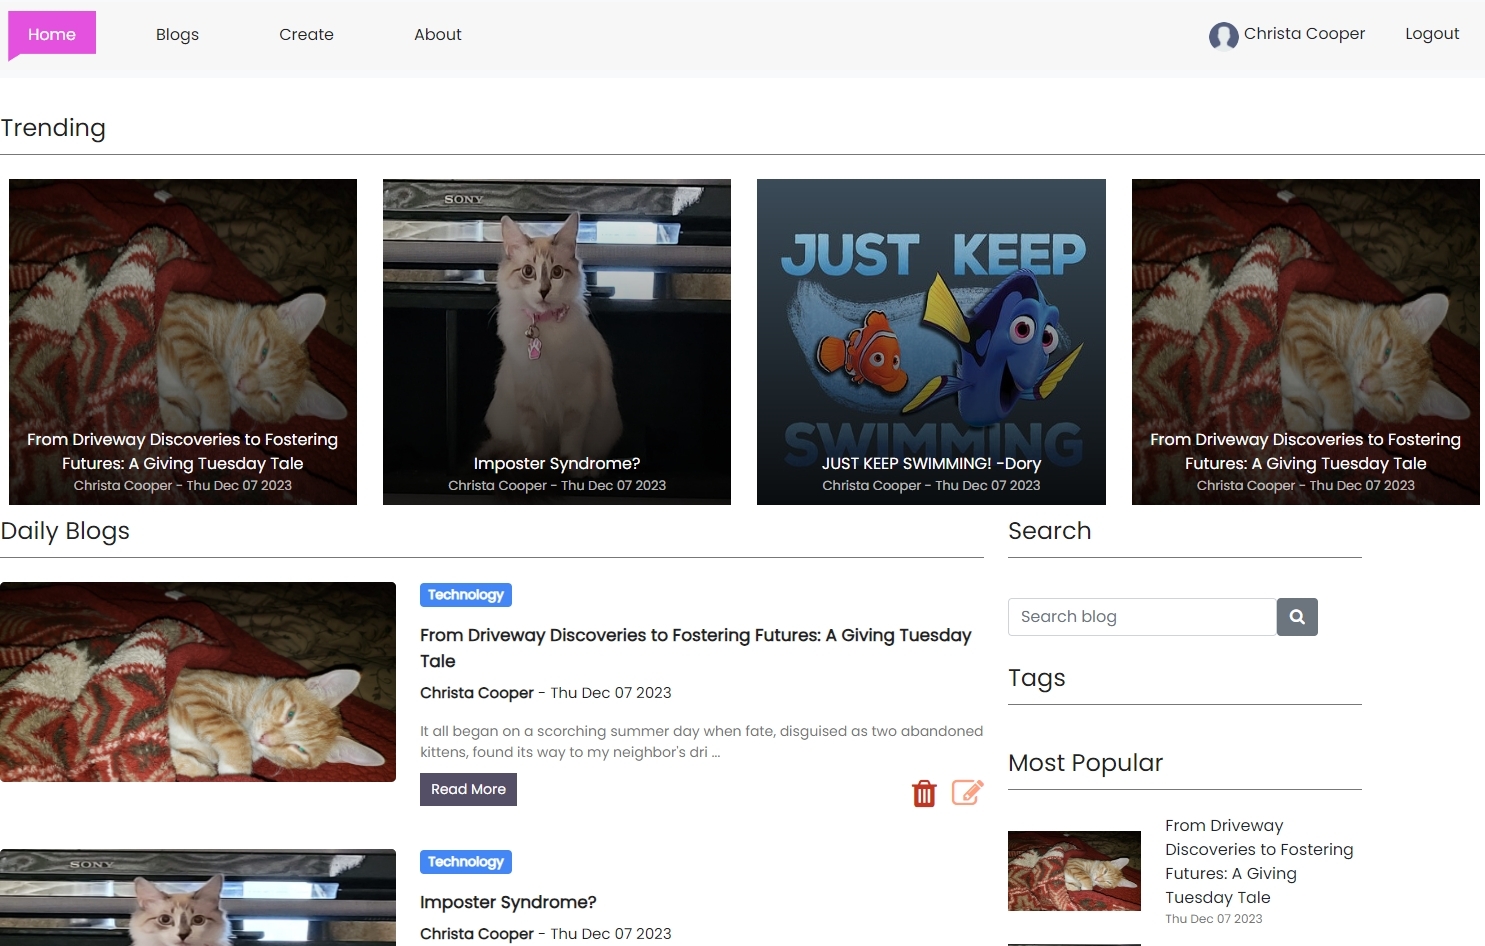 Home
Blogs
Create
About
Christa Cooper
Logout
Trending
From Driveway Discoveries to Fostering
Futures: A Giving Tuesday Tale
Christa Cooper - Thu Dec 07 2023
SONY
Imposter Syndrome?
Christa Cooper - Thu Dec 07 2023
JUST KEEP
SWIMMING
JUST KEEP SWIMMING! -Dory
Christa Cooper - Thu Dec 07 2023
From Driveway Discoveries to Fostering
Futures: A Giving Tuesday Tale
Christa Cooper - Thu Dec 07 2023
Daily Blogs
Technology
From Driveway Discoveries to Fostering Futures: A Giving Tuesday
Tale
Christa Cooper - Thu Dec 07 2023
It all began on a scorching summer day when fate, disguised as two abandoned
kittens, found its way to my neighbor's dri ...
Read More
SONY
Technology
Imposter Syndrome?
Christa Cooper - Thu Dec 07 2023
Search
Search blog
Tags
Most Popular
From Driveway
Discoveries to Fostering
Futures: A Giving
Tuesday Tale
Thu Dec 07 2023